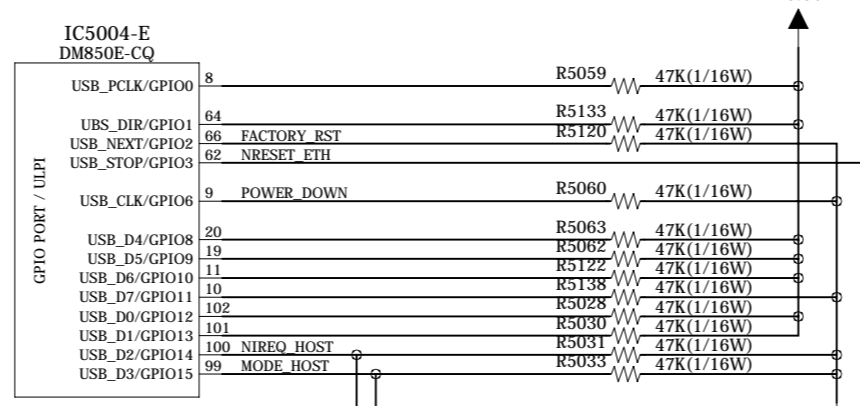 IC5004-E
DM850E-CQ
GPIO PORT / ULPI
USB_PCLK/GPIO0 8 R5059 47K(1/16W)
UBS_DIR/GPIO1 64 R5133 47K(1/16W)
USB_NEXT/GPIO2 66 FACTORY_RST R5120 47K(1/16W)
USB_STOP/GPIO3 62 NRESET_ETH
USB_CLK/GPIO6 9 POWER_DOWN R5060 47K(1/16W)
USB_D4/GPIO8 20 R5063 47K(1/16W)
USB_D5/GPIO9 19 R5062 47K(1/16W)
USB_D6/GPIO10 11 R5122 47K(1/16W)
USB_D7/GPIO11 10 R5138 47K(1/16W)
USB_D0/GPIO12 102 R5028 47K(1/16W)
USB_D1/GPIO13 101 R5030 47K(1/16W)
USB_D2/GPIO14 100 NIREQ_HOST R5031 47K(1/16W)
USB_D3/GPIO15 99 MODE_HOST R5033 47K(1/16W)